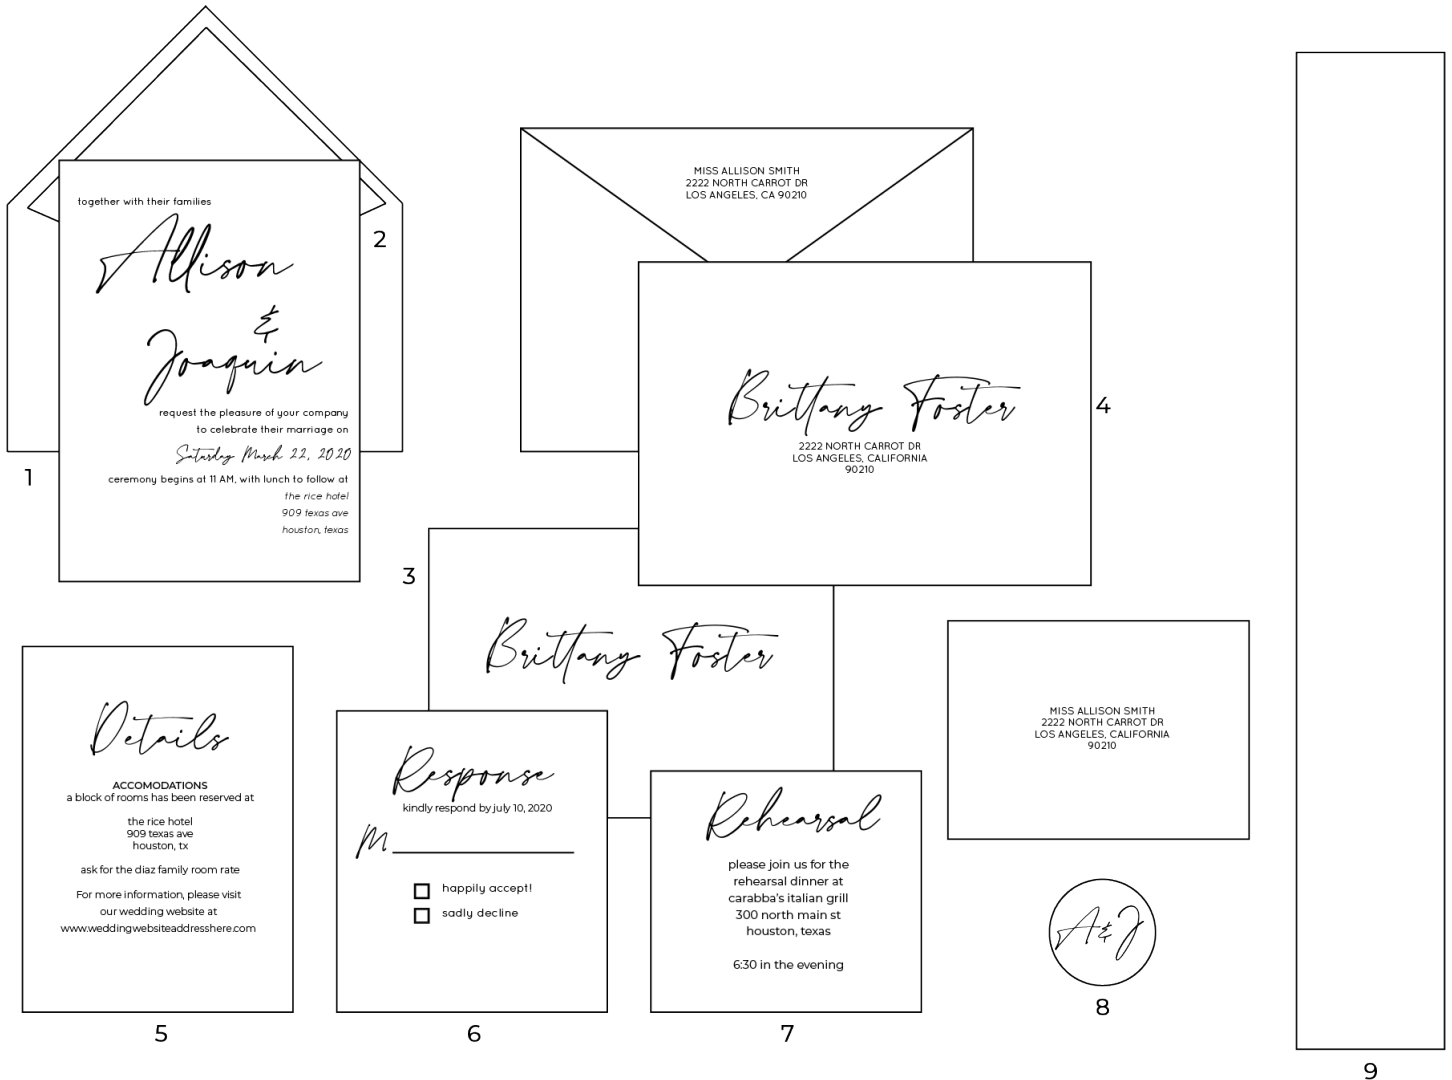 together with their families
Allison
&
Joaquin
request the pleasure of your company
to celebrate their marriage on
Saturday March 22, 2020
ceremony begins at 11 AM, with lunch to follow at
the rice hotel
909 texas ave
houston, texas
1
2
MISS ALLISON SMITH
2222 NORTH CARROT DR
LOS ANGELES, CA 90210
Brittany Foster
2222 NORTH CARROT DR
LOS ANGELES, CALIFORNIA
90210
4
3
Brittany Foster
Details
ACCOMODATIONS
a block of rooms has been reserved at
the rice hotel
909 texas ave
houston, tx
ask for the diaz family room rate
For more information, please visit
our wedding website at
www.weddingwebsiteaddresshere.com
5
Response
kindly respond by july 10, 2020
M
happily accept!
sadly decline
6
Rehearsal
please join us for the
rehearsal dinner at
carabba's italian grill
300 north main st
houston, texas
6:30 in the evening
7
MISS ALLISON SMITH
2222 NORTH CARROT DR
LOS ANGELES, CALIFORNIA
90210
A&J
8
9